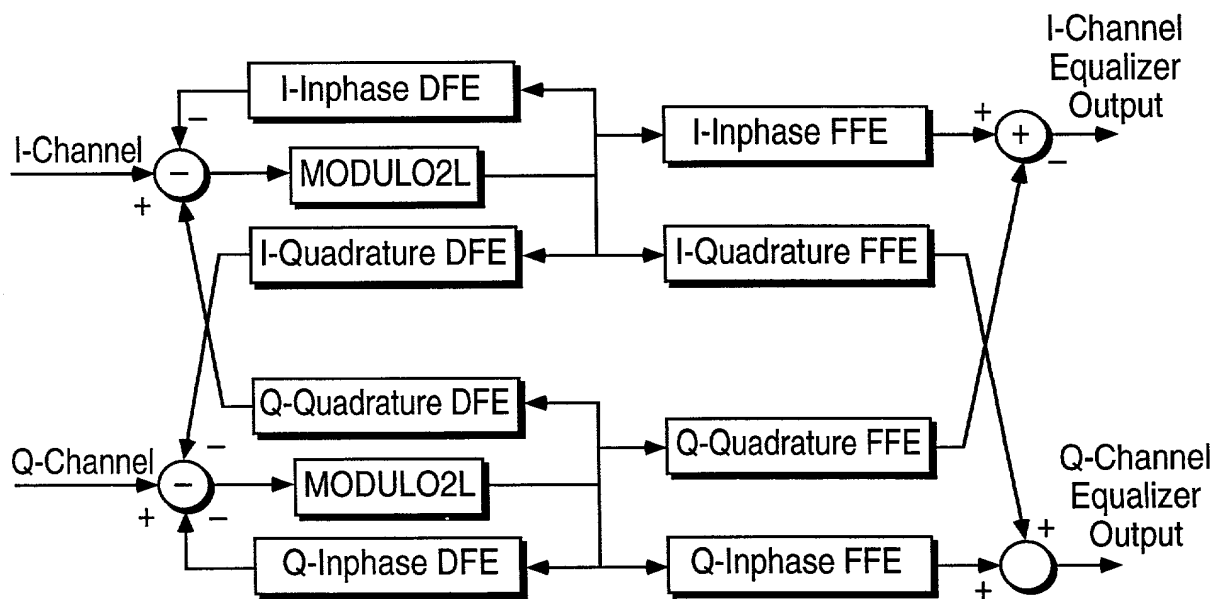 I-Channel
Equalizer
Output
I-Inphase DFE
I-Inphase FFE
+
+
−
−
I-Channel
−
+
MODULO2L
I-Quadrature DFE
I-Quadrature FFE
Q-Quadrature DFE
Q-Quadrature FFE
−
Q-Channel
−
+
−
MODULO2L
Q-Channel
Equalizer
Output
+
+
Q-Inphase DFE
Q-Inphase FFE